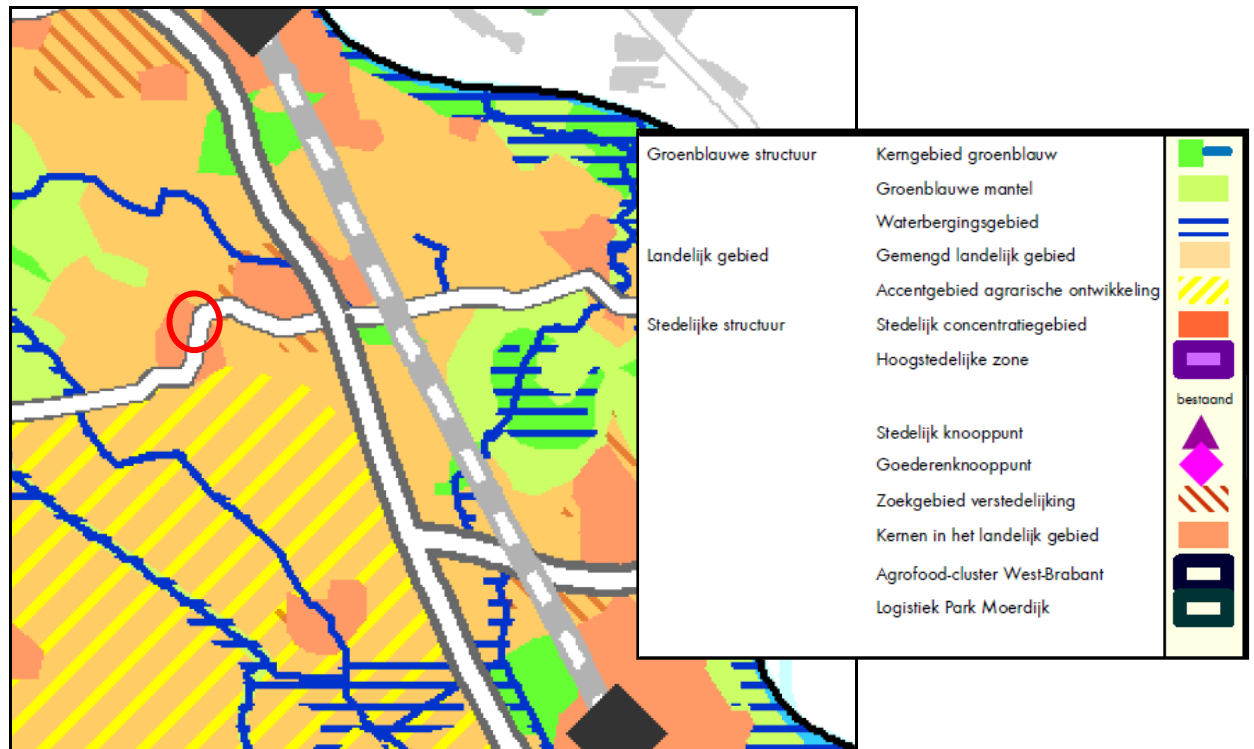 Groenblauwe structuur Kerngebied groenblauw
Groenblauwe mantel
Waterbergingsgebied
Landelijk gebied Gemengd landelijk gebied
Accentgebied agrarische ontwikkeling
Stedelijke structuur Stedelijk concentratiegebied
Hoogstedelijke zone
bestaand
Stedelijk knooppunt
Goederenknooppunt
Zoekgebied verstedelijking
Kernen in het landelijk gebied
Agrofood-cluster West-Brabant
Logistiek Park Moerdijk